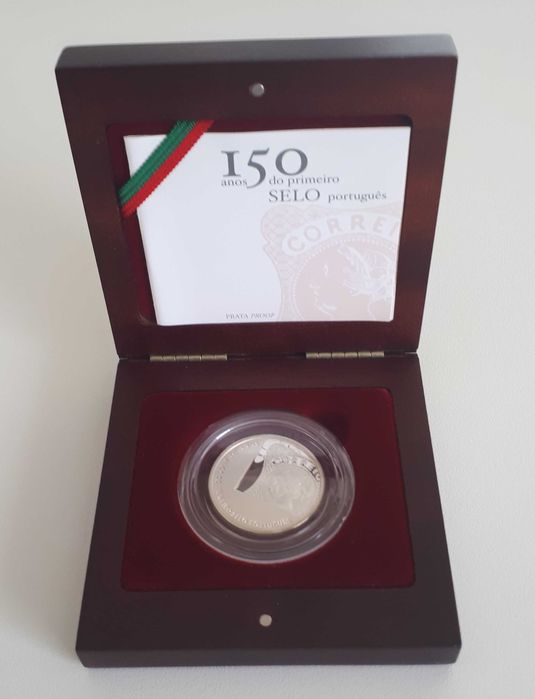 150
anos do primeiro
SELO português
CORREI
PRATA PROOF